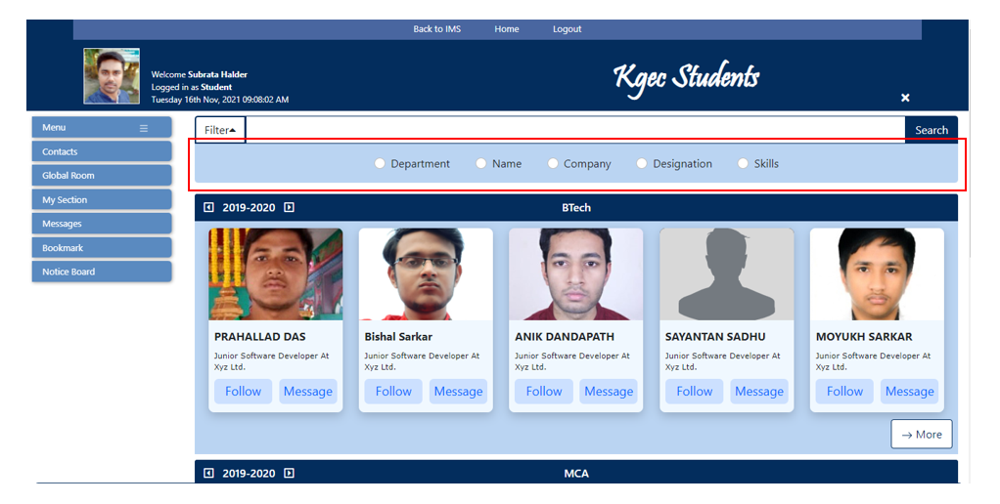 Back to IMS Home Logout
Welcome Subrata Halder
Logged in as Student
Tuesday 16th Nov, 2021 09:08:02 AM
Kgec Students
Menu
Contacts
Global Room
My Section
Messages
Bookmark
Notice Board
Filter Search
Department Name Company Designation Skills
2019-2020 BTech
PRAHALLAD DAS
Junior Software Developer At
Xyz Ltd.
Follow Message
Bishal Sarkar
Junior Software Developer At
Xyz Ltd.
Follow Message
ANIK DANDAPATH
Junior Software Developer At
Xyz Ltd.
Follow Message
SAYANTAN SADHU
Junior Software Developer At
Xyz Ltd.
Follow Message
MOYUKH SARKAR
Junior Software Developer At
Xyz Ltd.
Follow Message
→ More
2019-2020 MCA